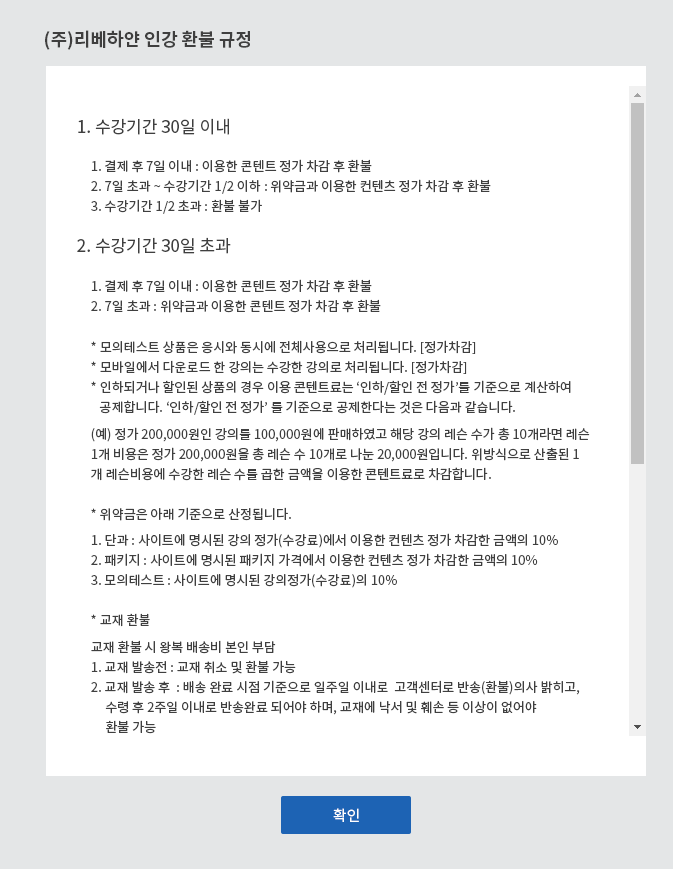 (주)리베하얀 인강 환불 규정
1. 수강기간 30일 이내
1. 결제 후 7일 이내 : 이용한 콘텐트 정가 차감 후 환불
2. 7일 초과 ~ 수강기간 1/2 이하 : 위약금과 이용한 컨텐츠 정가 차감 후 환불
3. 수강기간 1/2 초과 : 환불 불가
2. 수강기간 30일 초과
1. 결제 후 7일 이내 : 이용한 콘텐트 정가 차감 후 환불
2. 7일 초과 : 위약금과 이용한 콘텐트 정가 차감 후 환불
* 모의테스트 상품은 응시와 동시에 전체사용으로 처리됩니다. [정가차감]
* 모바일에서 다운로드 한 강의는 수강한 강의로 처리됩니다. [정가차감]
* 인하되거나 할인된 상품의 경우 이용 콘텐트료는 ‘인하/할인 전 정가’를 기준으로 계산하여
공제합니다. ‘인하/할인 전 정가’ 를 기준으로 공제한다는 것은 다음과 같습니다.
(예) 정가 200,000원인 강의를 100,000원에 판매하였고 해당 강의 레슨 수가 총 10개라면 레슨
1개 비용은 정가 200,000원을 총 레슨 수 10개로 나눈 20,000원입니다. 위방식으로 산출된 1
개 레슨비용에 수강한 레슨 수를 곱한 금액을 이용한 콘텐트료로 차감합니다.
* 위약금은 아래 기준으로 산정됩니다.
1. 단과 : 사이트에 명시된 강의 정가(수강료)에서 이용한 컨텐츠 정가 차감한 금액의 10%
2. 패키지 : 사이트에 명시된 패키지 가격에서 이용한 컨텐츠 정가 차감한 금액의 10%
3. 모의테스트 : 사이트에 명시된 강의정가(수강료)의 10%
* 교재 환불
교재 환불 시 왕복 배송비 본인 부담
1. 교재 발송전 : 교재 취소 및 환불 가능
2. 교재 발송 후  : 배송 완료 시점 기준으로 일주일 이내로  고객센터로 반송(환불)의사 밝히고,
수령 후 2주일 이내로 반송완료 되어야 하며, 교재에 낙서 및 훼손 등 이상이 없어야
환불 가능
확인